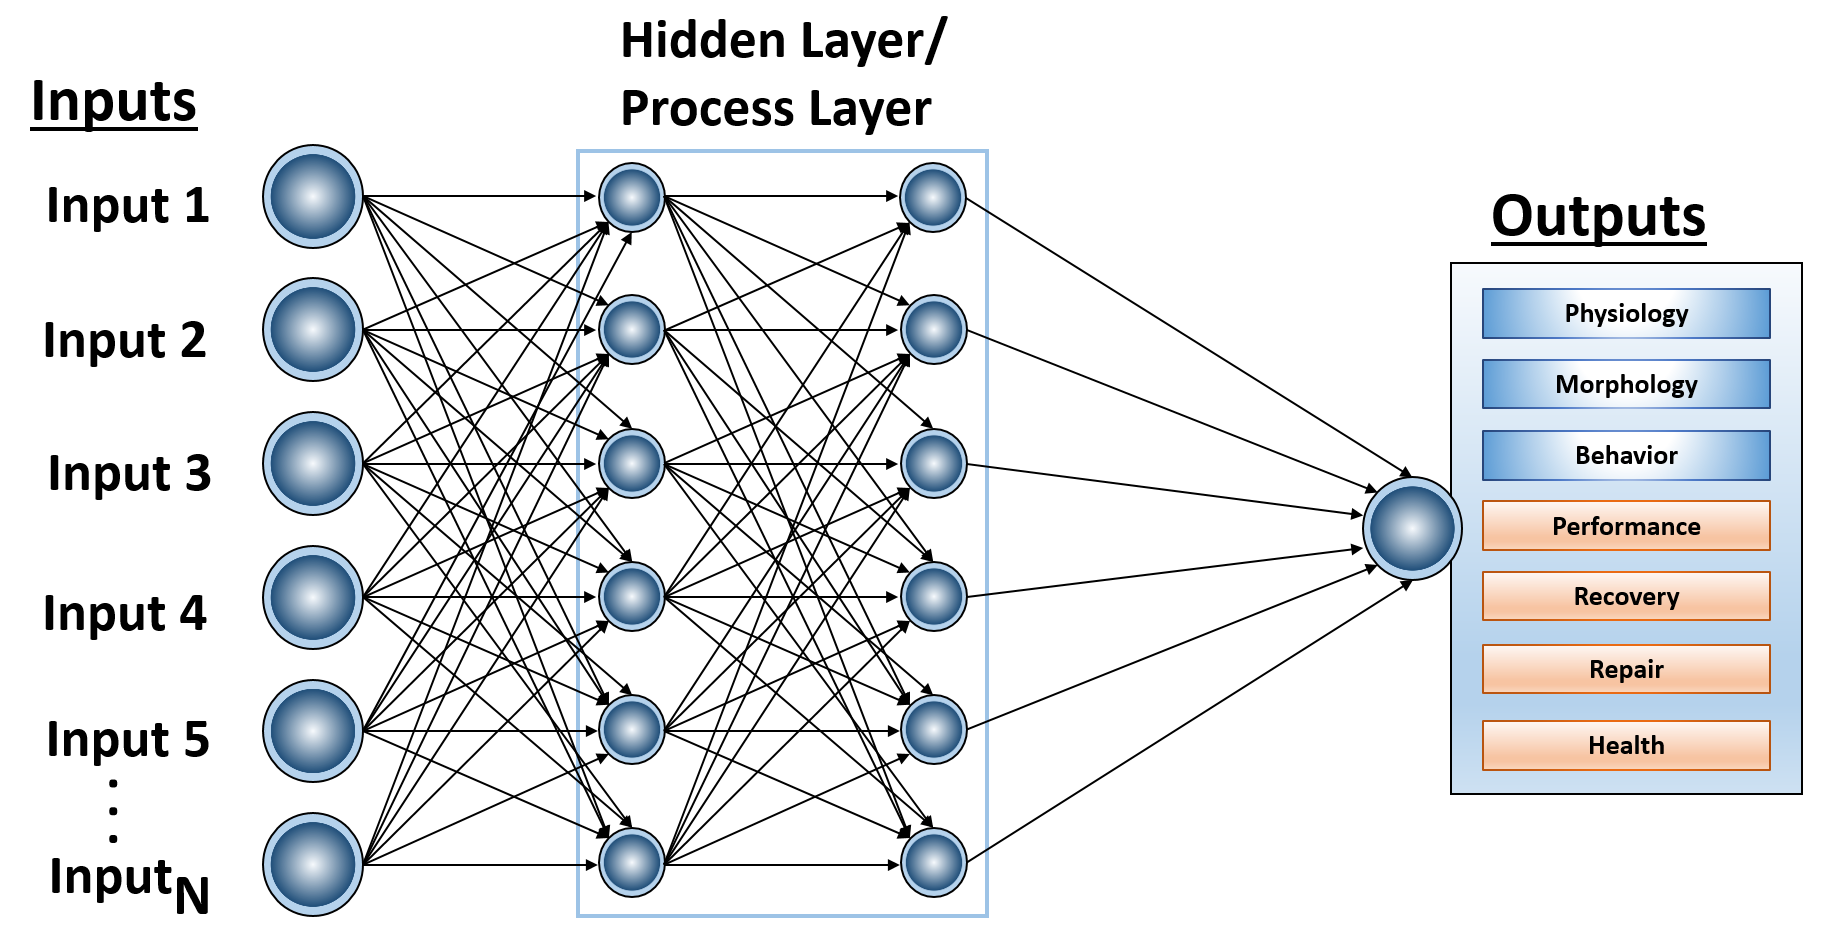 Hidden Layer/
Process Layer
Inputs
Input 1
Input 2
Input 3
Input 4
Input 5
InputN
Outputs
Physiology
Morphology
Behavior
Performance
Recovery
Repair
Health